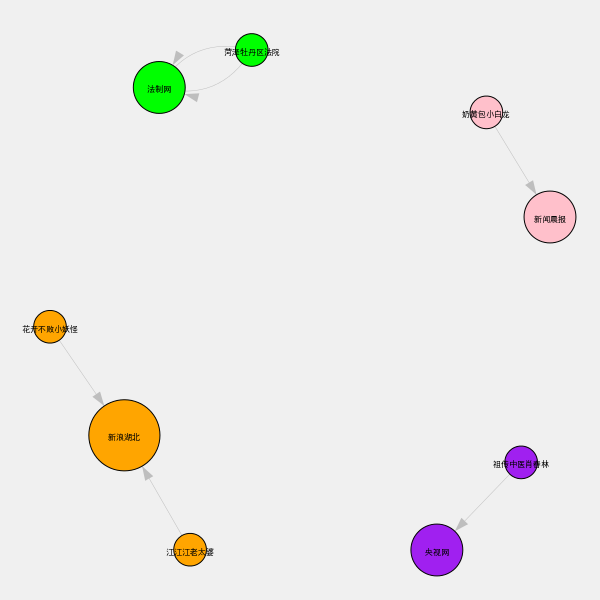 菏泽牡丹区法院
法制网
奶黄包小白龙
新闻晨报
花开不败小妖怪
新浪湖北
祖传中医肖春林
江江江老太婆
央视网